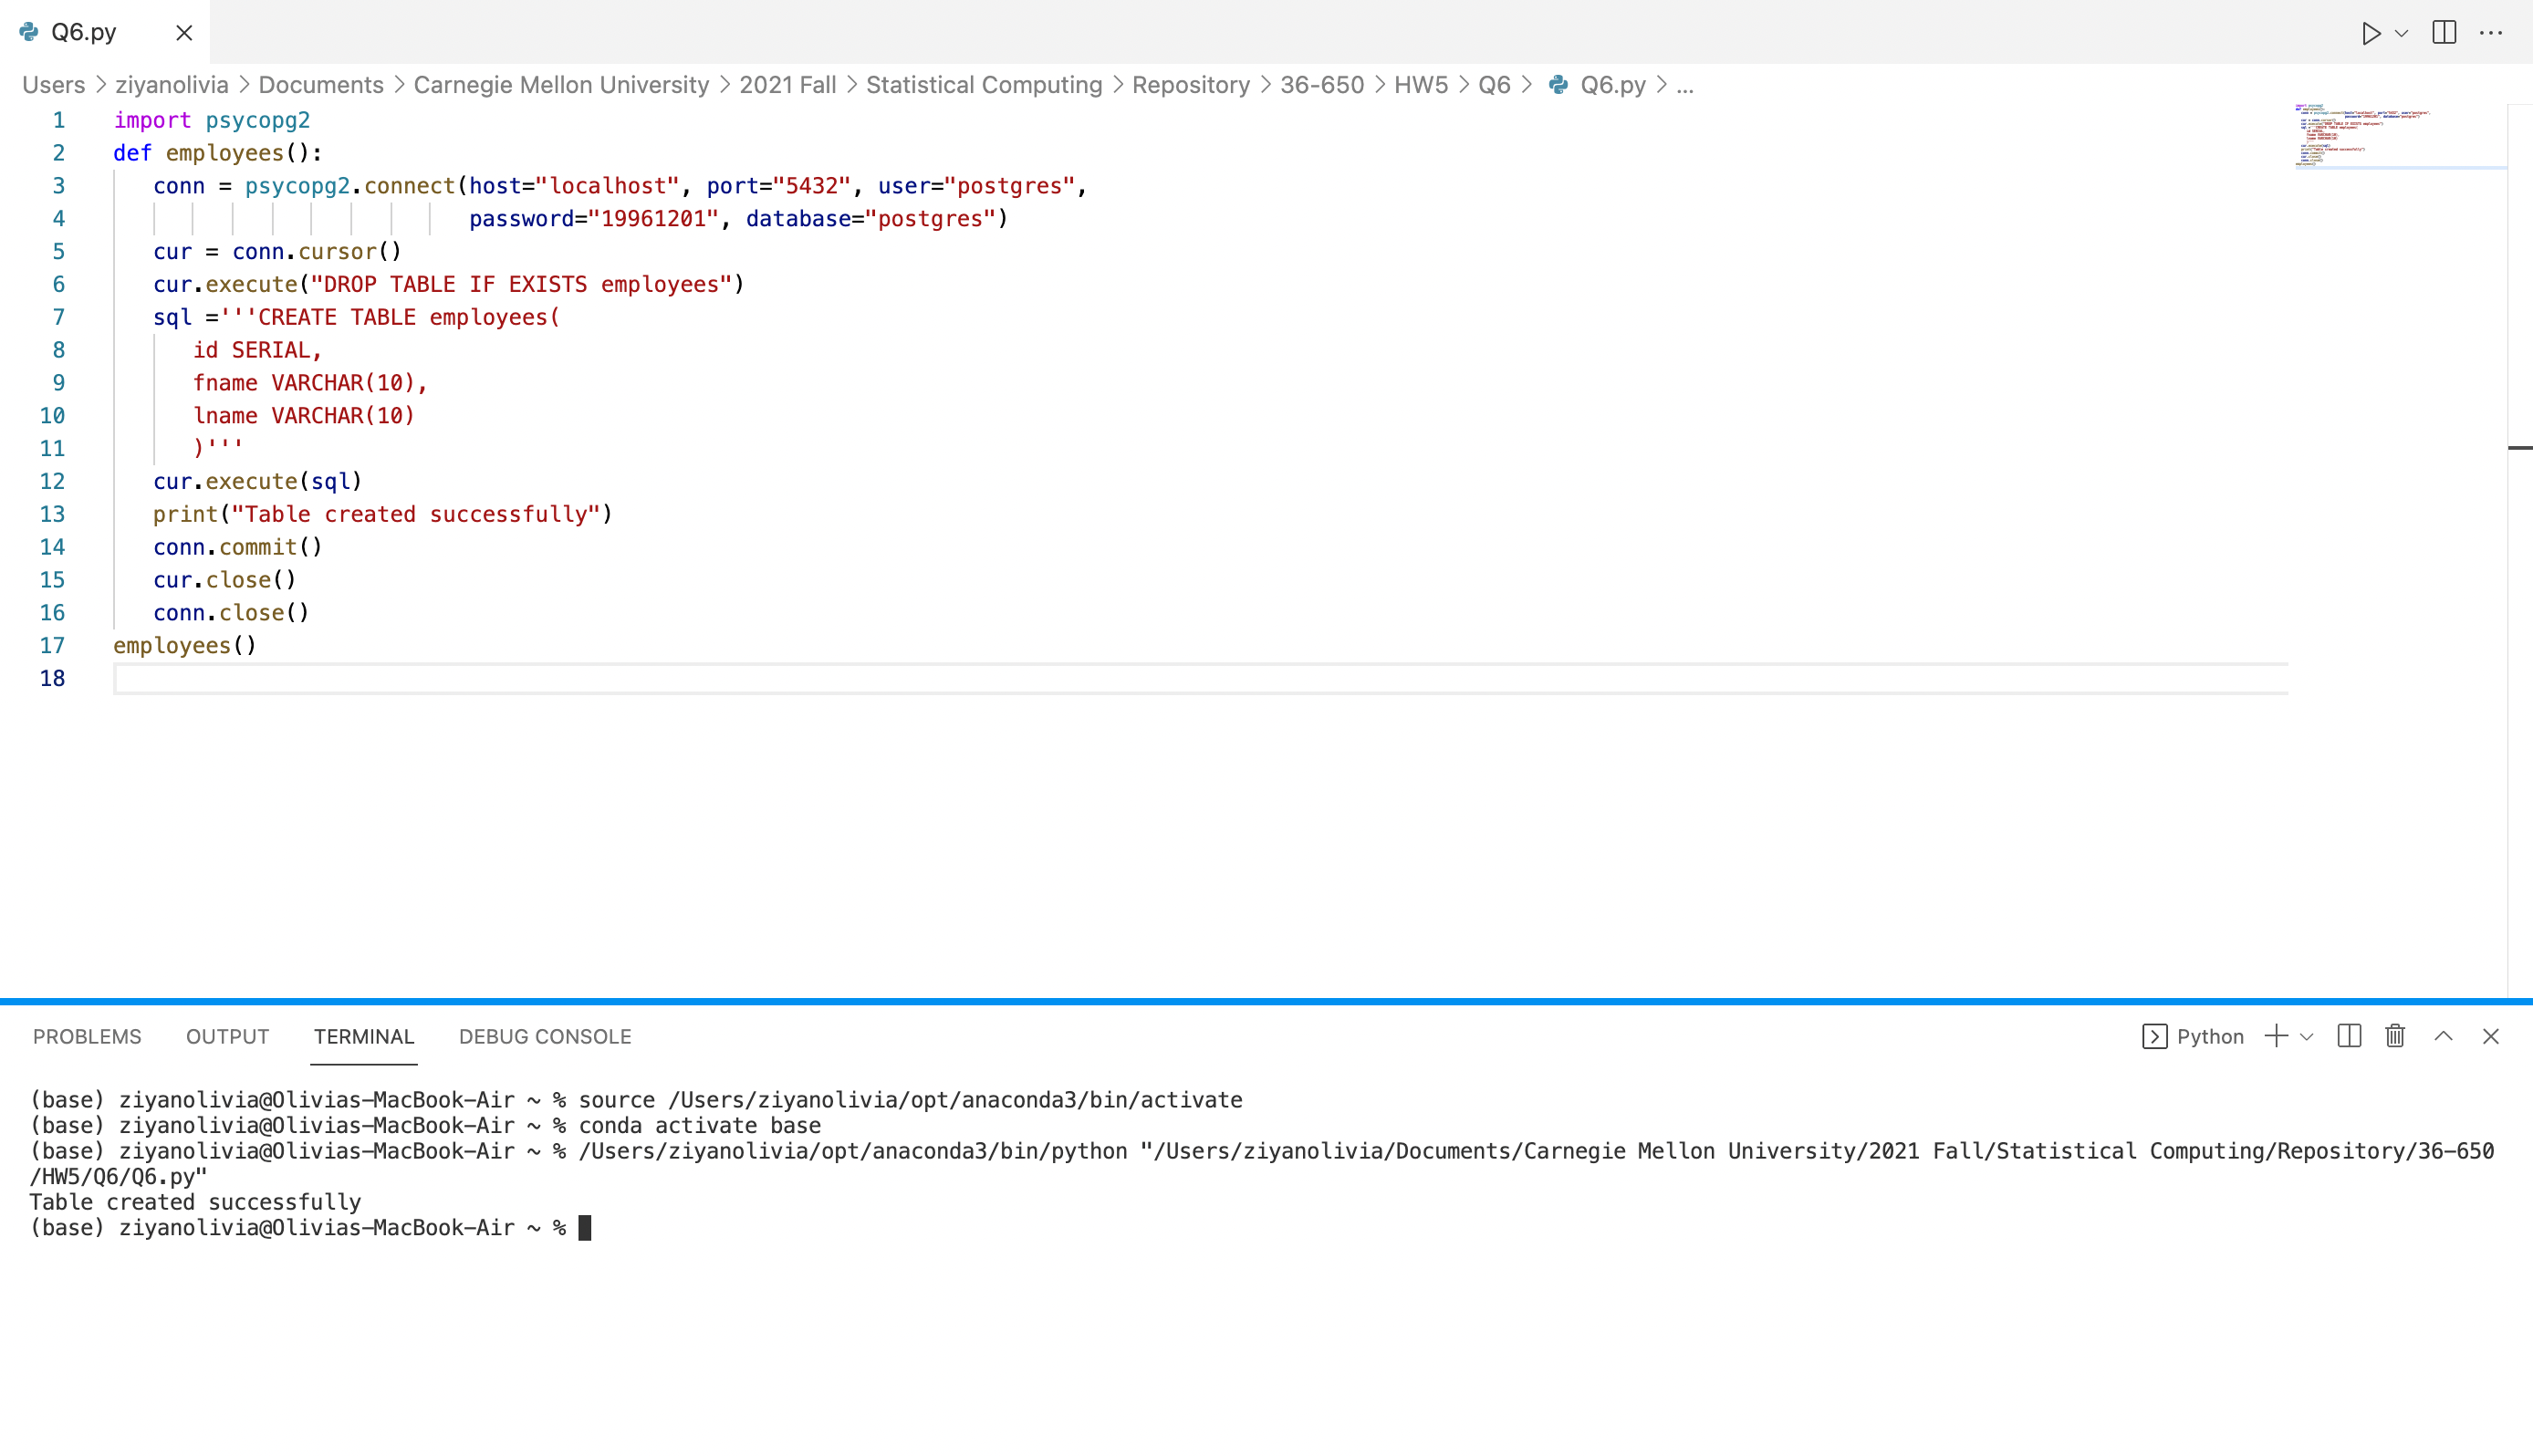 Q6.py
Users > ziyanolivia > Documents > Carnegie Mellon University > 2021 Fall > Statistical Computing > Repository > 36-650 > HW5 > Q6 > Q6.py > ...
1 import psycopg2
2 def employees():
3    conn = psycopg2.connect(host="localhost", port="5432", user="postgres",
4                            password="19961201", database="postgres")
5    cur = conn.cursor()
6    cur.execute("DROP TABLE IF EXISTS employees")
7    sql ='''CREATE TABLE employees(
8       id SERIAL,
9       fname VARCHAR(10),
10       lname VARCHAR(10)
11       )'''
12    cur.execute(sql)
13    print("Table created successfully")
14    conn.commit()
15    cur.close()
16    conn.close()
17 employees()
18
PROBLEMS OUTPUT TERMINAL DEBUG CONSOLE Python
(base) ziyanolivia@Olivias-MacBook-Air ~ % source /Users/ziyanolivia/opt/anaconda3/bin/activate
(base) ziyanolivia@Olivias-MacBook-Air ~ % conda activate base
(base) ziyanolivia@Olivias-MacBook-Air ~ % /Users/ziyanolivia/opt/anaconda3/bin/python "/Users/ziyanolivia/Documents/Carnegie Mellon University/2021 Fall/Statistical Computing/Repository/36-650
/HW5/Q6/Q6.py"
Table created successfully
(base) ziyanolivia@Olivias-MacBook-Air ~ %